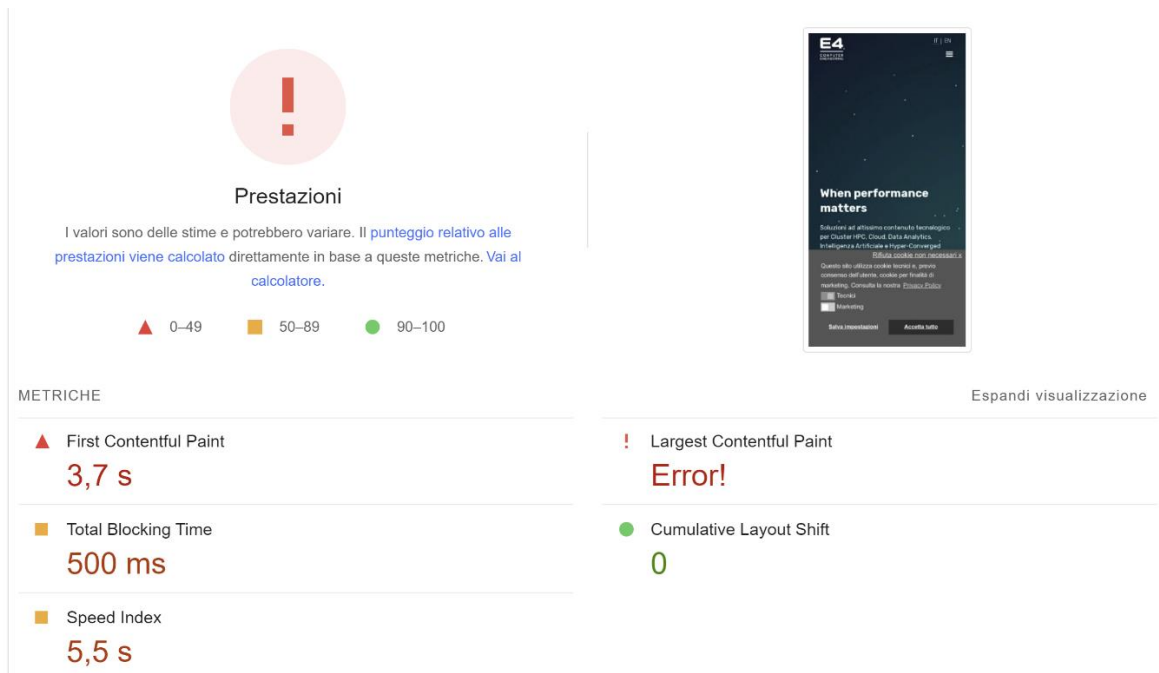 !
Prestazioni
I valori sono delle stime e potrebbero variare. Il punteggio relativo alle
prestazioni viene calcolato direttamente in base a queste metriche. Vai al
calcolatore.
0–49
50–89
90–100
E4
COMPUTER
ENGINEERING
IT | EN
When performance
matters
Soluzioni ad altissimo contenuto tecnologico
per Cluster HPC, Cloud, Data Analytics,
Intelligenza Artificiale e Hyper-Converged
Rifiuta cookie non necessari x
Questo sito utilizza cookie tecnici e, previo
consenso dell'utente, cookie per finalità di
marketing. Consulta la nostra Privacy Policy
Tecnici
Marketing
Salva impostazioni
Accetta tutto
METRICHE
Espandi visualizzazione
First Contentful Paint
3,7 s
! Largest Contentful Paint
Error!
Total Blocking Time
500 ms
Cumulative Layout Shift
0
Speed Index
5,5 s